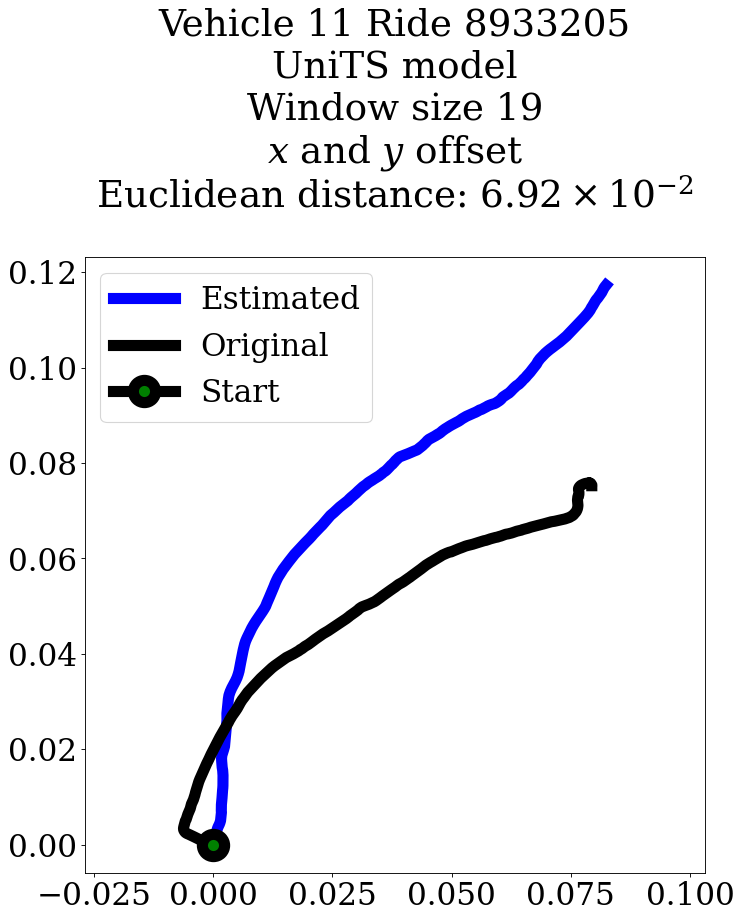 Vehicle 11 Ride 8933205
UniTS model
Window size 19
x and y offset
Euclidean distance: 6.92 × 10⁻²
Estimated
Original
Start
0.12
0.10
0.08
0.06
0.04
0.02
0.00
−0.025 0.000 0.025 0.050 0.075 0.100